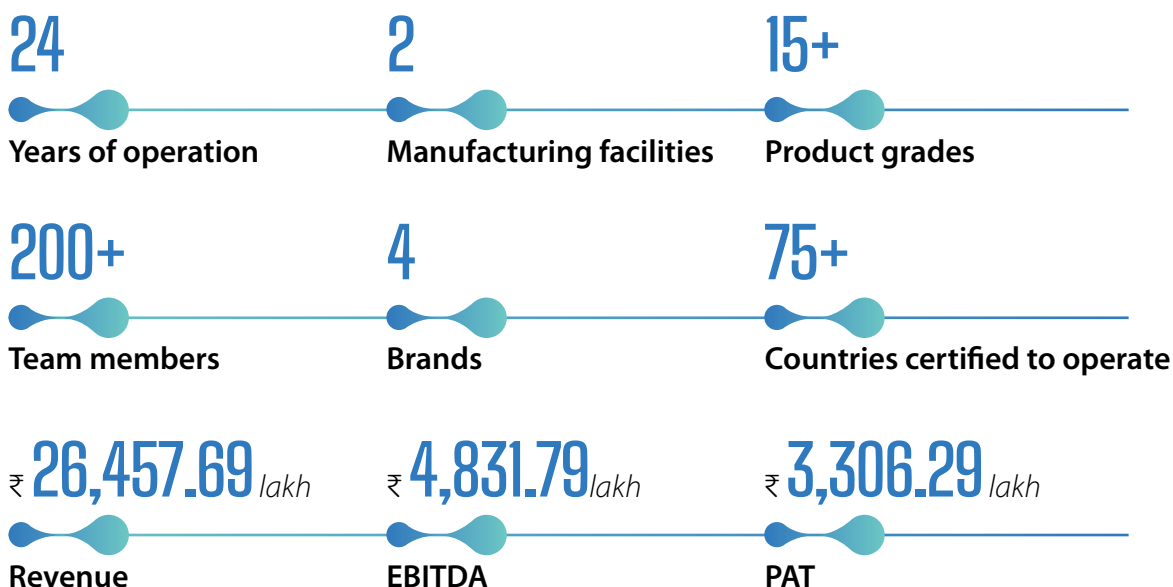 24 2 15+
Years of operation Manufacturing facilities Product grades
200+ 4 75+
Team members Brands Countries certified to operate
₹ 26,457.69 lakh ₹ 4,831.79 lakh ₹ 3,306.29 lakh
Revenue EBITDA PAT